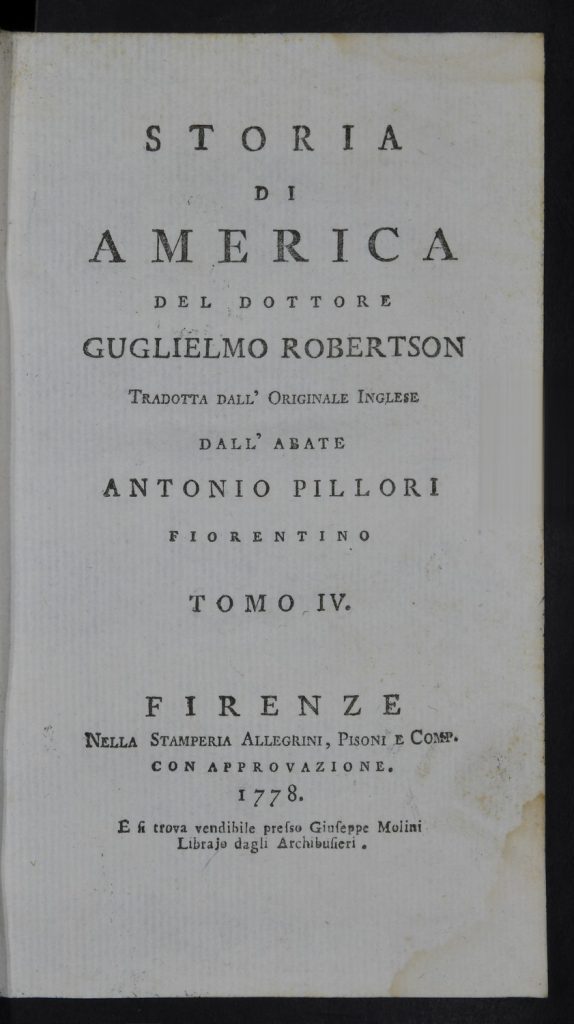 STORIA
DI
AMERICA
DEL DOTTORE
GUGLIELMO ROBERTSON
TRADOTTA DALL' ORIGINALE INGLESE
DALL' ABATE
ANTONIO PILLORI
FIORENTINO
TOMO IV.
FIRENZE
NELLA STAMPERIA ALLEGRINI, PISONI E COMP.
CON APPROVAZIONE.
1778.
E ſi trova vendibile preſſo Giuſeppe Molini
Librajo dagli Archibuſieri.